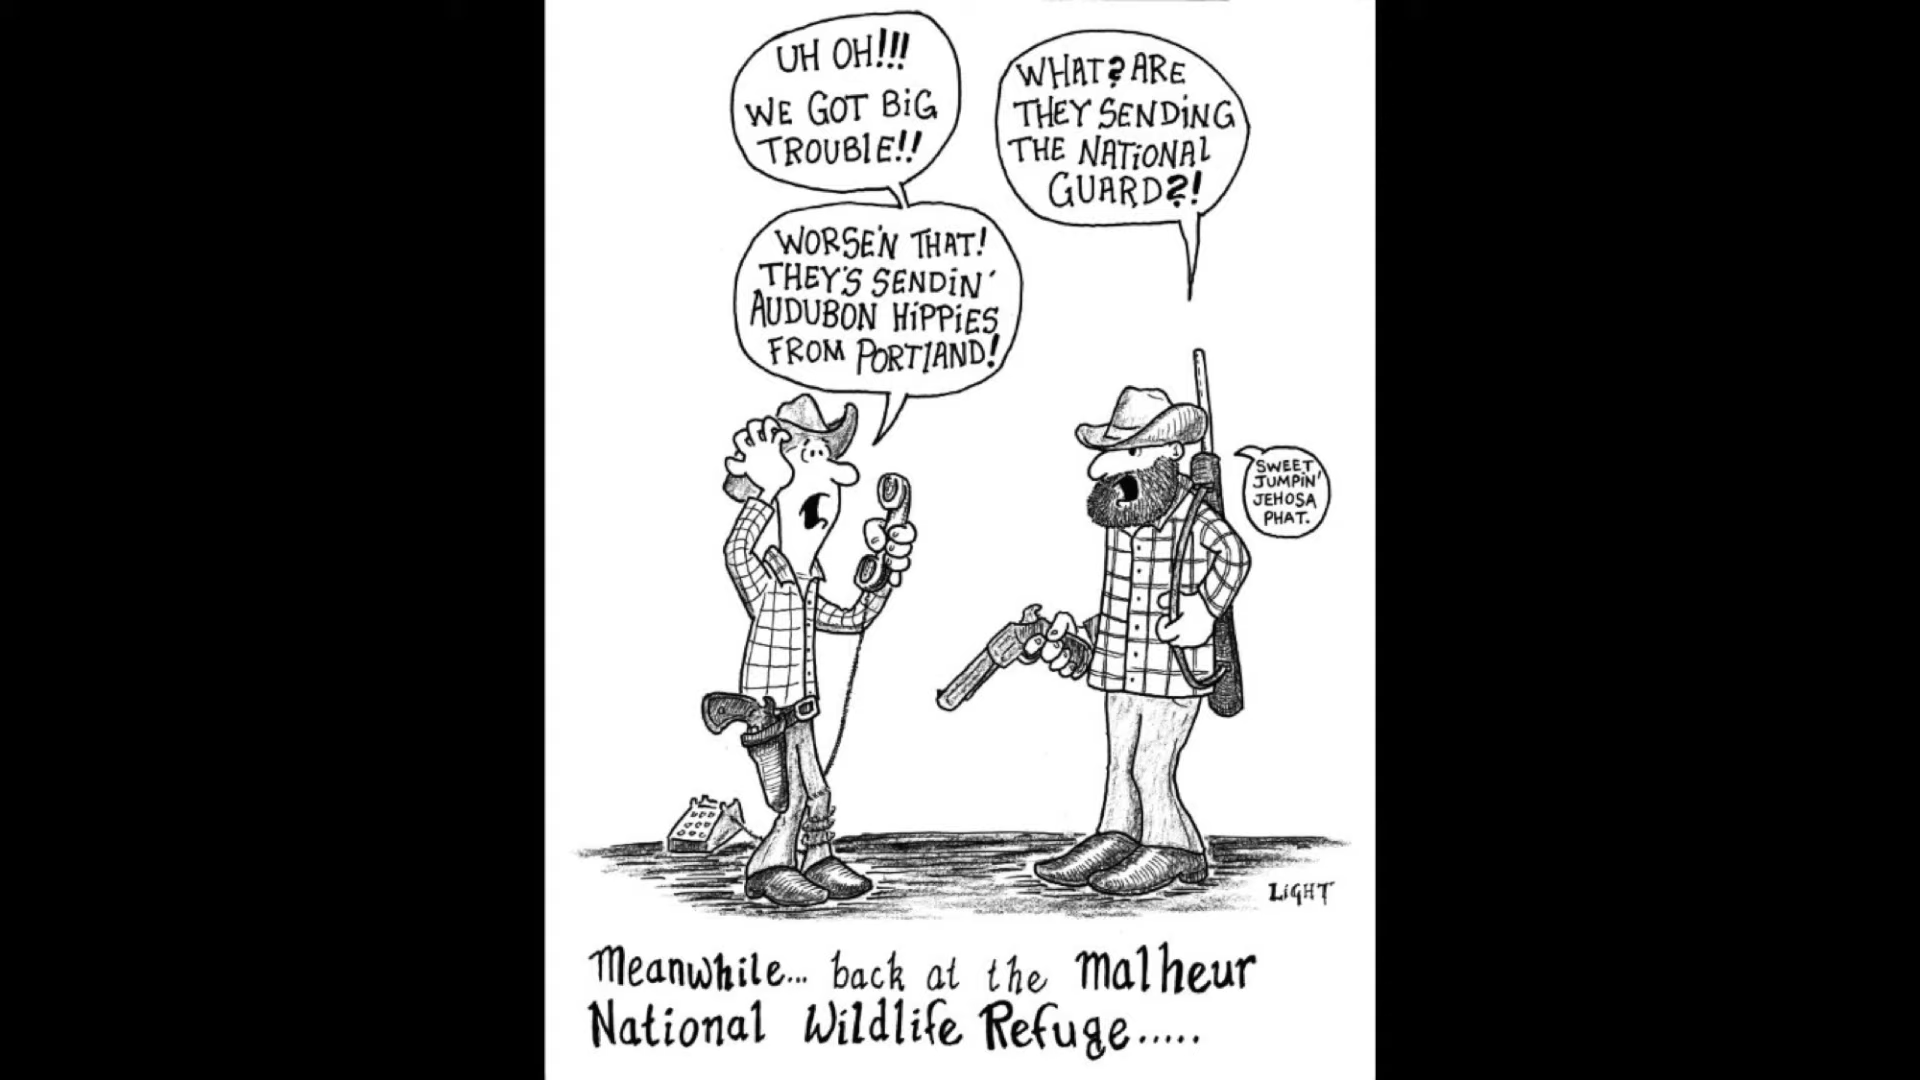 UH OH!!!
WE GOT BIG
TROUBLE!!
WHAT? ARE
THEY SENDING
THE NATIONAL
GUARD?!
WORSE'N THAT!
THEY'S SENDIN'
AUDUBON HIPPIES
FROM PORTLAND!
SWEET
JUMPIN'
JEHOSA
PHAT.
LIGHT
Meanwhile... back at the Malheur
National Wildlife Refuge.....